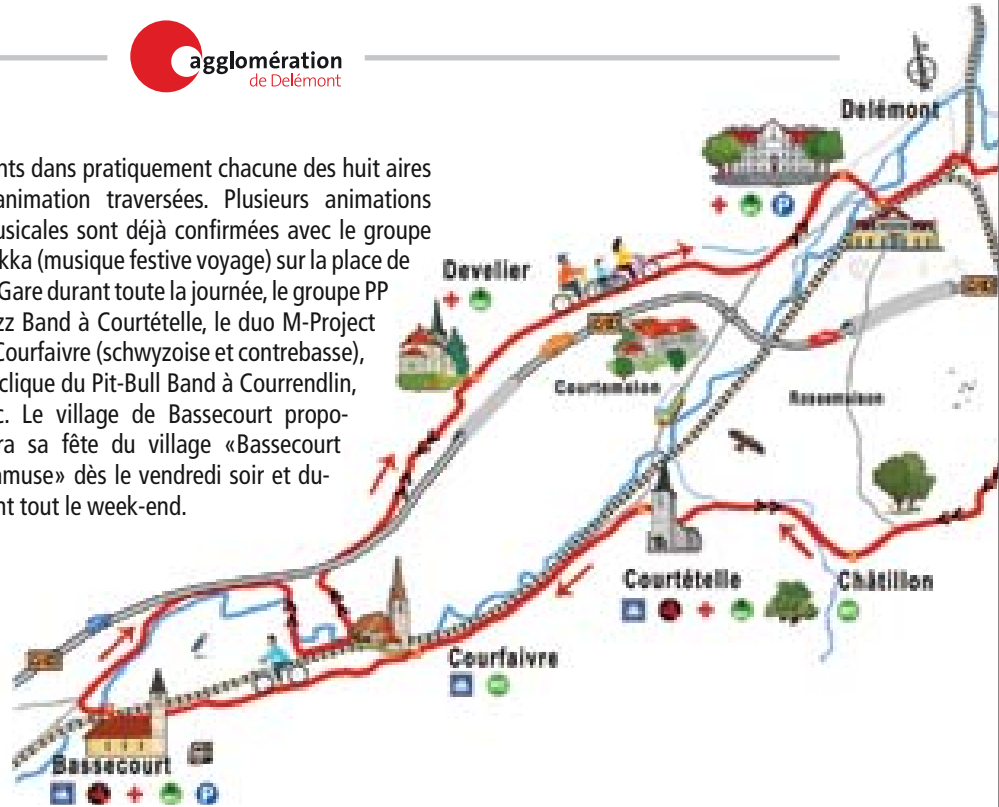 agglomération
de Delémont
nts dans pratiquement chacune des huit aires
animation traversées. Plusieurs animations
usicales sont déjà confirmées avec le groupe
kka (musique festive voyage) sur la place de
Gare durant toute la journée, le groupe PP
zz Band à Courtételle, le duo M-Project
Courfaivre (schwyzoise et contrebasse),
clique du Pit-Bull Band à Courrendlin,
c. Le village de Bassecourt propo-
ra sa fête du village «Bassecourt
amuse» dès le vendredi soir et du-
nt tout le week-end.
Delémont
P
Develier
Courtemelon
Rossemaison
Courtételle
Châtillon
Courfaivre
Bassecourt
P